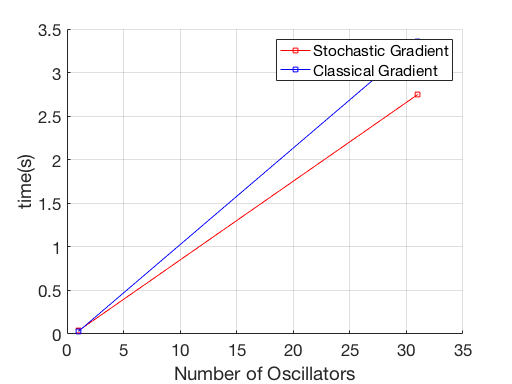 3.5
3
2.5
2
1.5
1
0.5
0
time(s)
Stochastic Gradient
Classical Gradient
0 5 10 15 20 25 30 35
Number of Oscillators